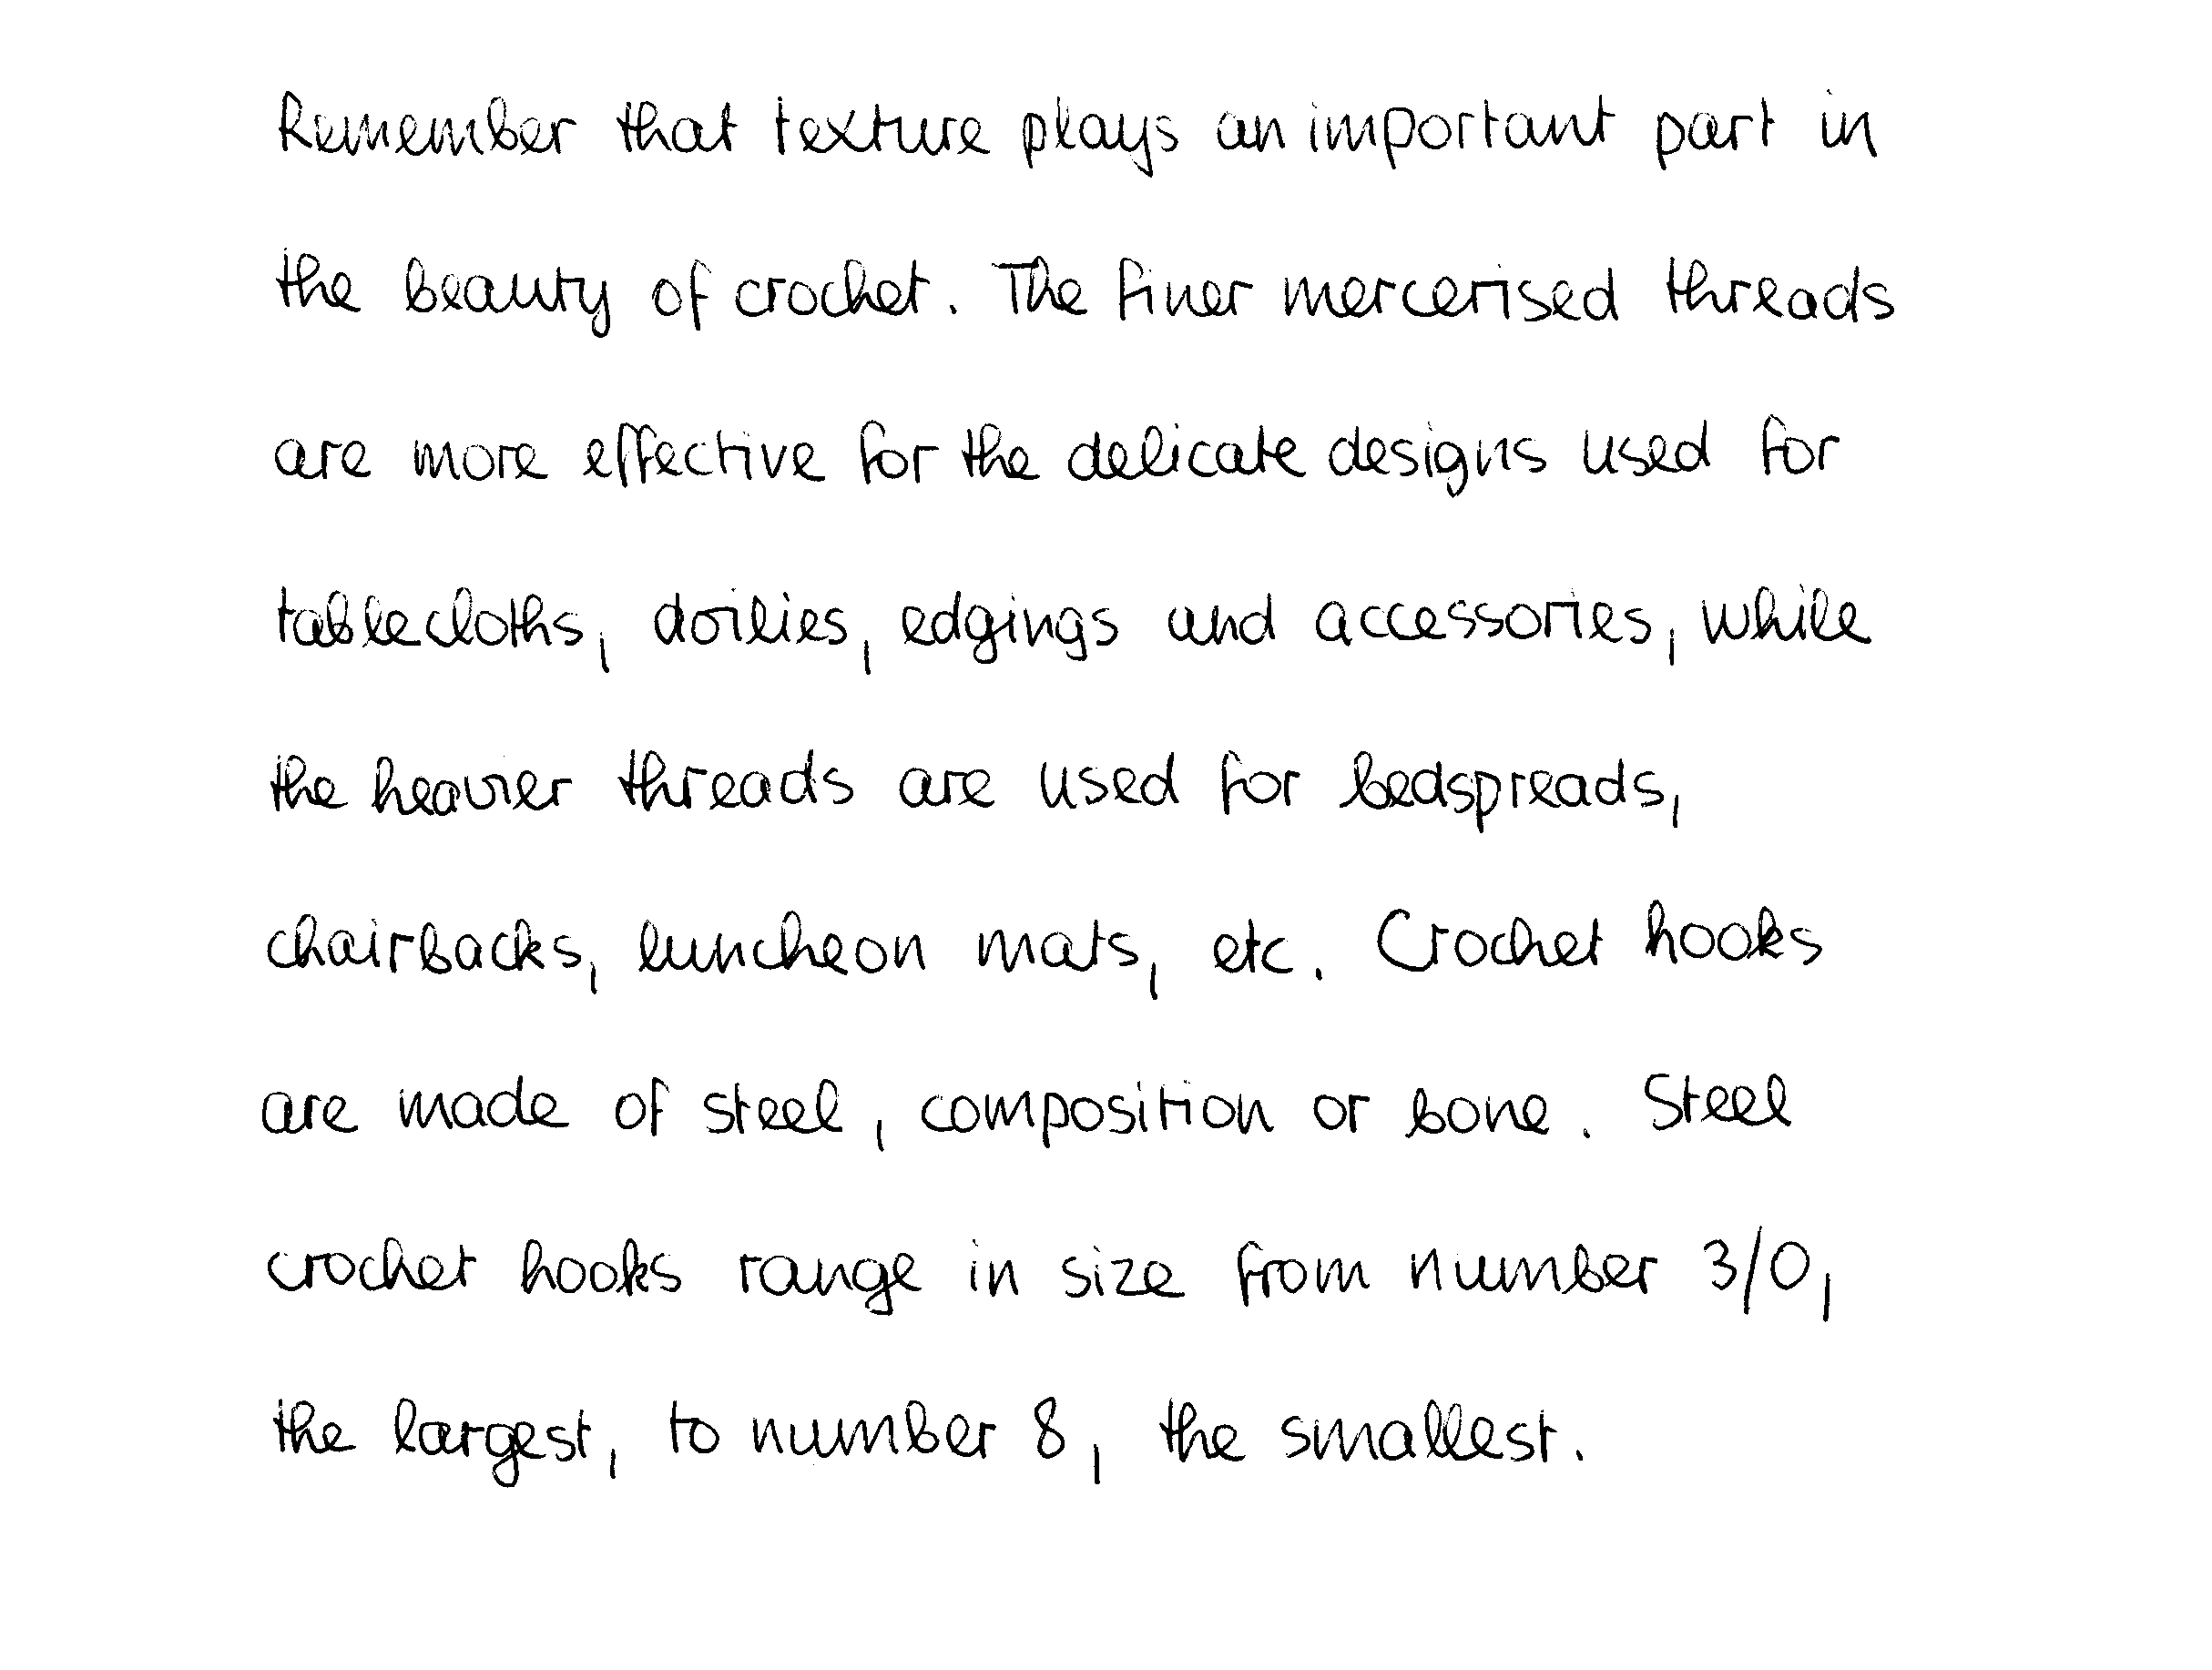 Remember that texture plays an important part in
the beauty of crochet. The finer mercerised threads
are more effective for the delicate designs used for
tablecloths, doilies, edgings and accessories, while
the heavier threads are used for bedspreads,
chairbacks, luncheon mats, etc. Crochet hooks
are made of steel, composition or bone. Steel
crochet hooks range in size from number 3/0,
the largest, to number 8, the smallest.